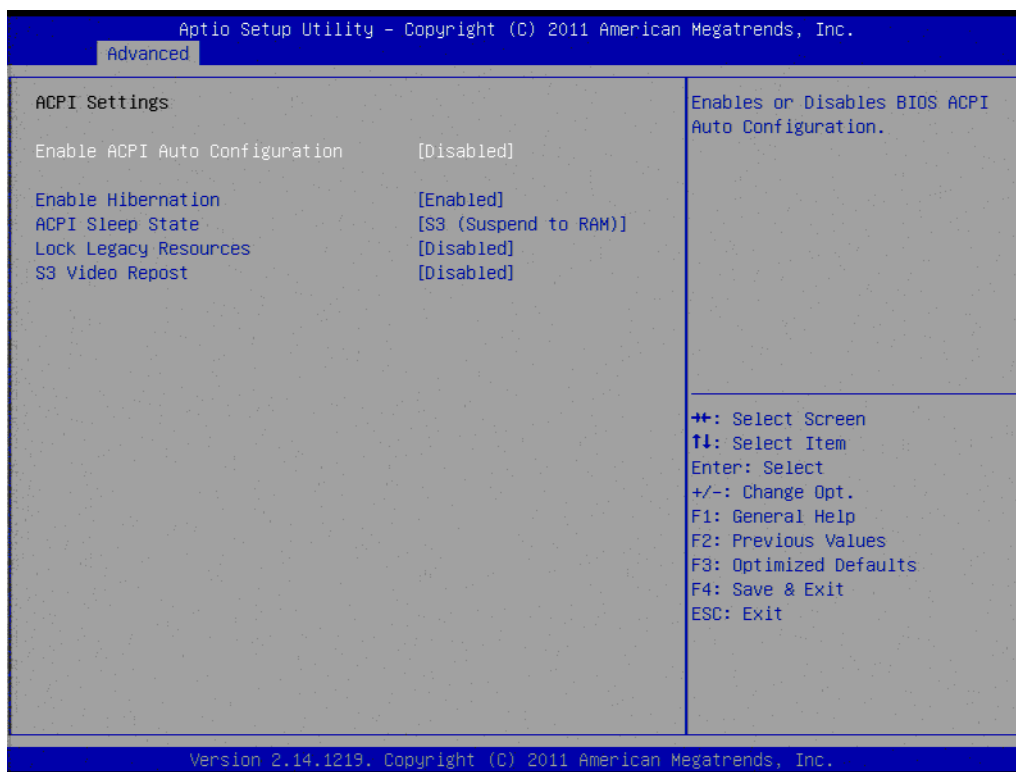 Aptio Setup Utility – Copyright (C) 2011 American Megatrends, Inc.
Advanced
ACPI Settings
Enable ACPI Auto Configuration [Disabled]
Enable Hibernation [Enabled]
ACPI Sleep State [S3 (Suspend to RAM)]
Lock Legacy Resources [Disabled]
S3 Video Repost [Disabled]
Enables or Disables BIOS ACPI
Auto Configuration.
→←: Select Screen
↑↓: Select Item
Enter: Select
+/-: Change Opt.
F1: General Help
F2: Previous Values
F3: Optimized Defaults
F4: Save & Exit
ESC: Exit
Version 2.14.1219. Copyright (C) 2011 American Megatrends, Inc.